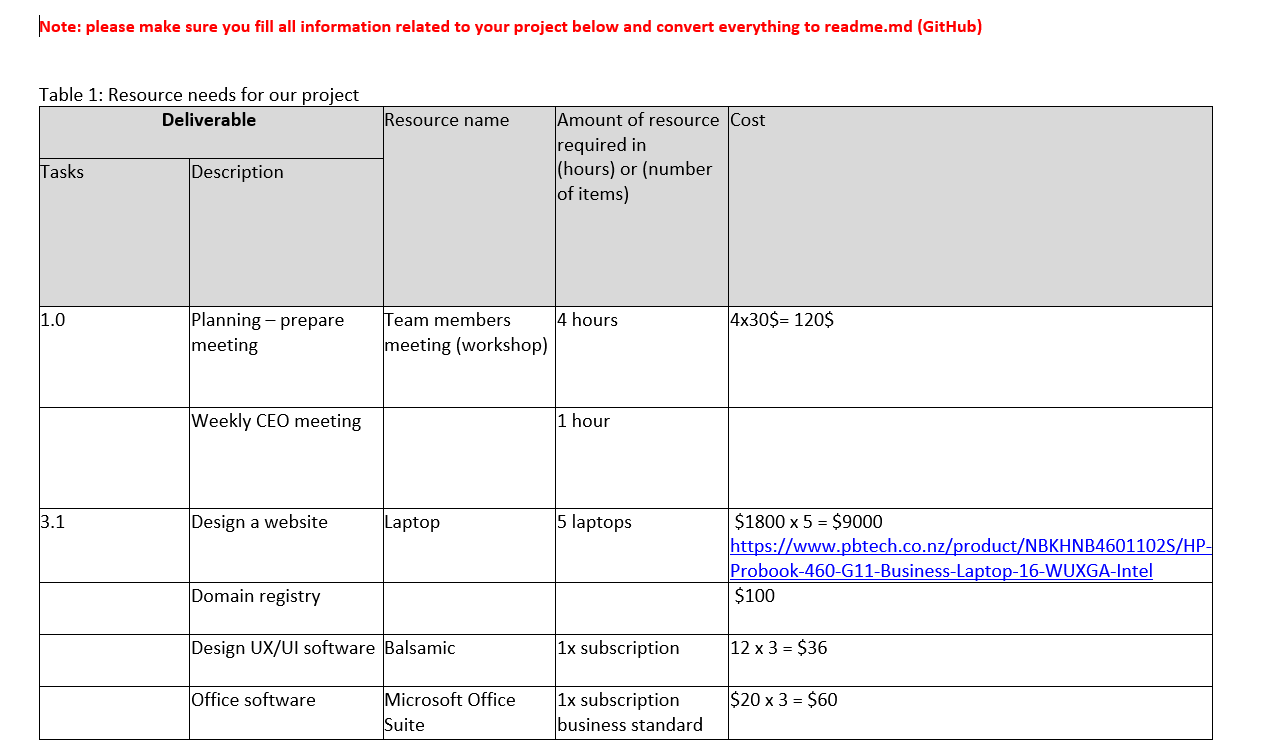 Note: please make sure you fill all information related to your project below and convert everything to readme.md (GitHub)
Table 1: Resource needs for our project
Deliverable
Resource name
Amount of resource
required in
(hours) or (number
of items)
Cost
Tasks
Description
1.0
Planning – prepare
meeting
Team members
meeting (workshop)
4 hours
4x30$= 120$
Weekly CEO meeting
1 hour
3.1
Design a website
Laptop
5 laptops
$1800 x 5 = $9000
https://www.pbtech.co.nz/product/NBKHNB4601102S/HP-
Probook-460-G11-Business-Laptop-16-WUXGA-Intel
Domain registry
$100
Design UX/UI software
Balsamic
1x subscription
12 x 3 = $36
Office software
Microsoft Office
Suite
1x subscription
business standard
$20 x 3 = $60